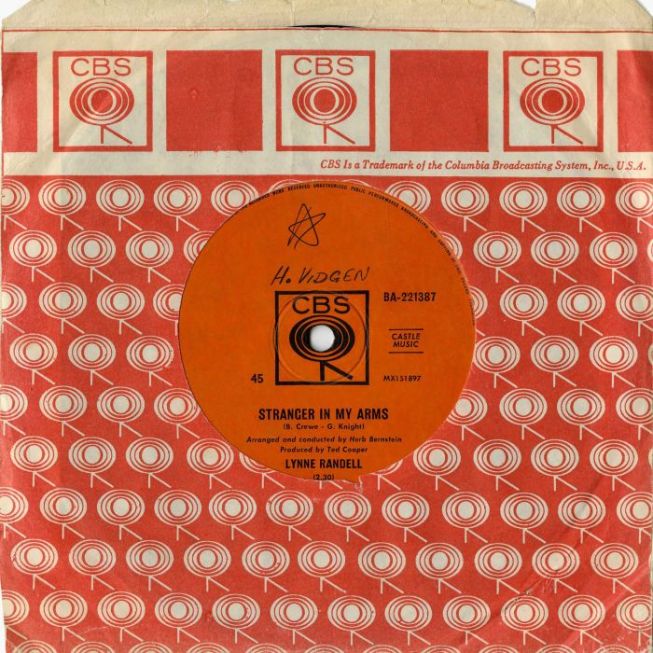 CBS
CBS
CBS
CBS Is a Trademark of the Columbia Broadcasting System, Inc., U.S.A.
H. VIDGEN
BA-221387
CBS
CASTLE
MUSIC
45
MX151897
STRANGER IN MY ARMS
(B. Crewe - G. Knight)
Arranged and conducted by Herb Bernstein
Produced by Ted Cooper
LYNNE RANDELL
(2.30)